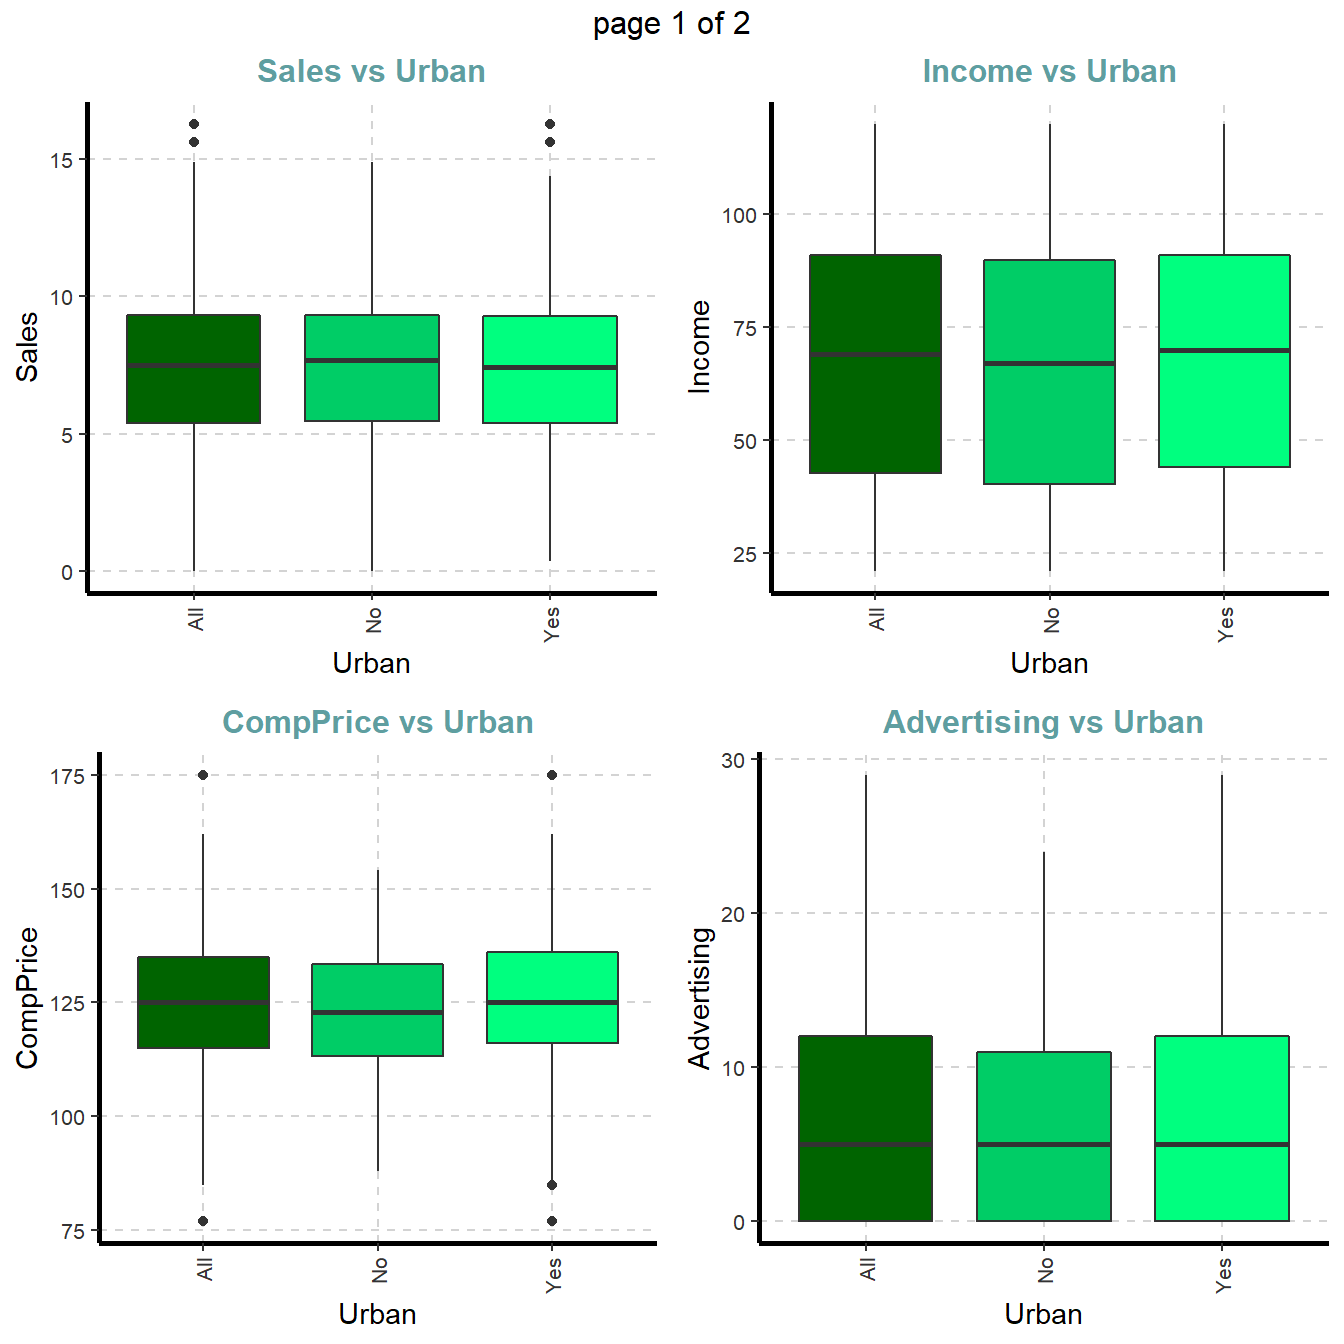 page 1 of 2
Sales vs Urban
15
10
5
0
Sales
All
No
Yes
Urban
Income vs Urban
100
75
50
25
Income
All
No
Yes
Urban
CompPrice vs Urban
175
150
125
100
75
CompPrice
All
No
Yes
Urban
Advertising vs Urban
30
20
10
0
Advertising
All
No
Yes
Urban